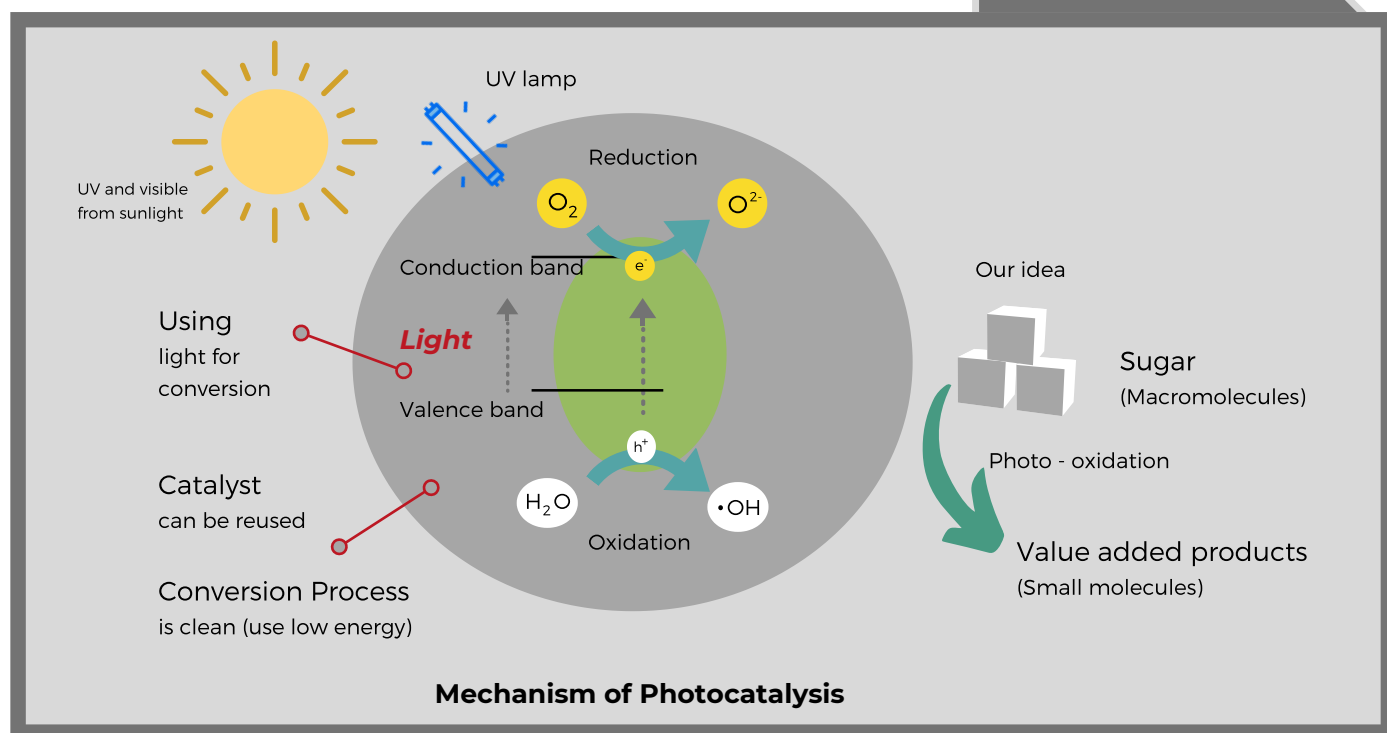 UV lamp
UV and visible
from sunlight
Reduction
O₂
O²⁻
Conduction band
e⁻
Light
Valence band
h⁺
H₂O
•OH
Oxidation
Using
light for
conversion
Catalyst
can be reused
Conversion Process
is clean (use low energy)
Our idea
Sugar
(Macromolecules)
Photo - oxidation
Value added products
(Small molecules)
Mechanism of Photocatalysis